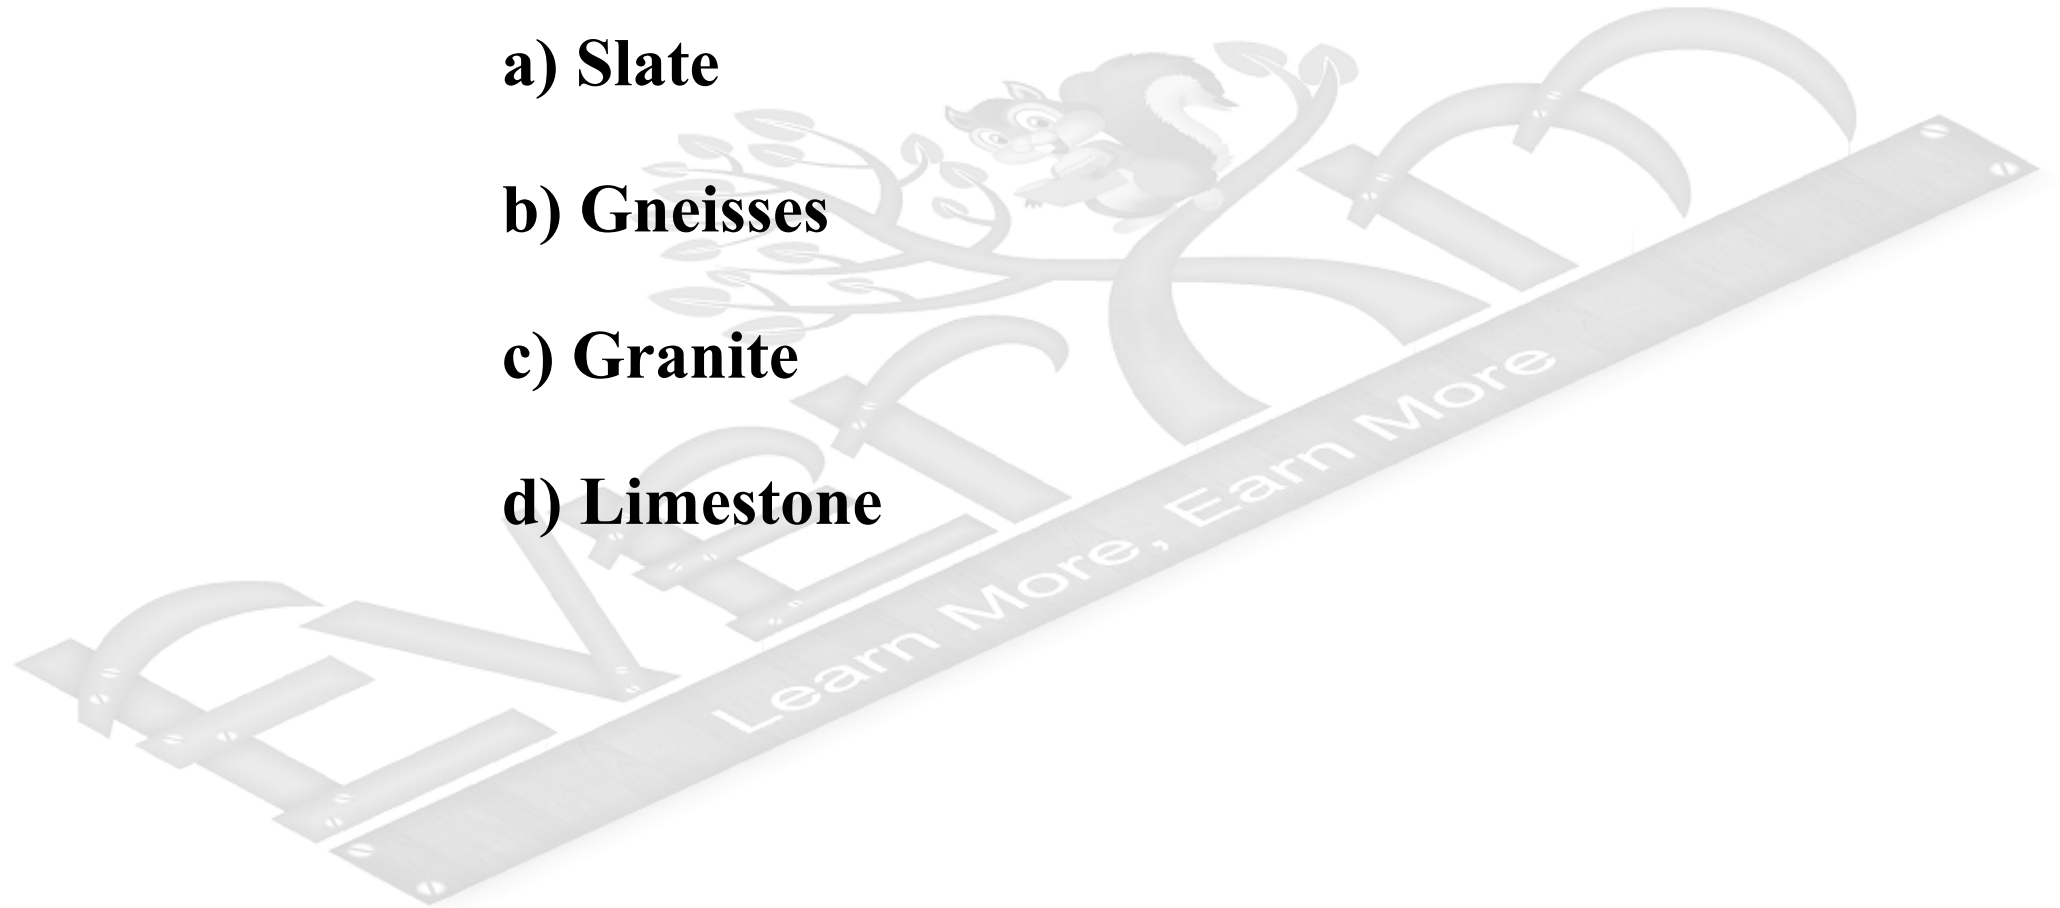 a) Slate
b) Gneisses
c) Granite
d) Limestone
Learn More, Earn More